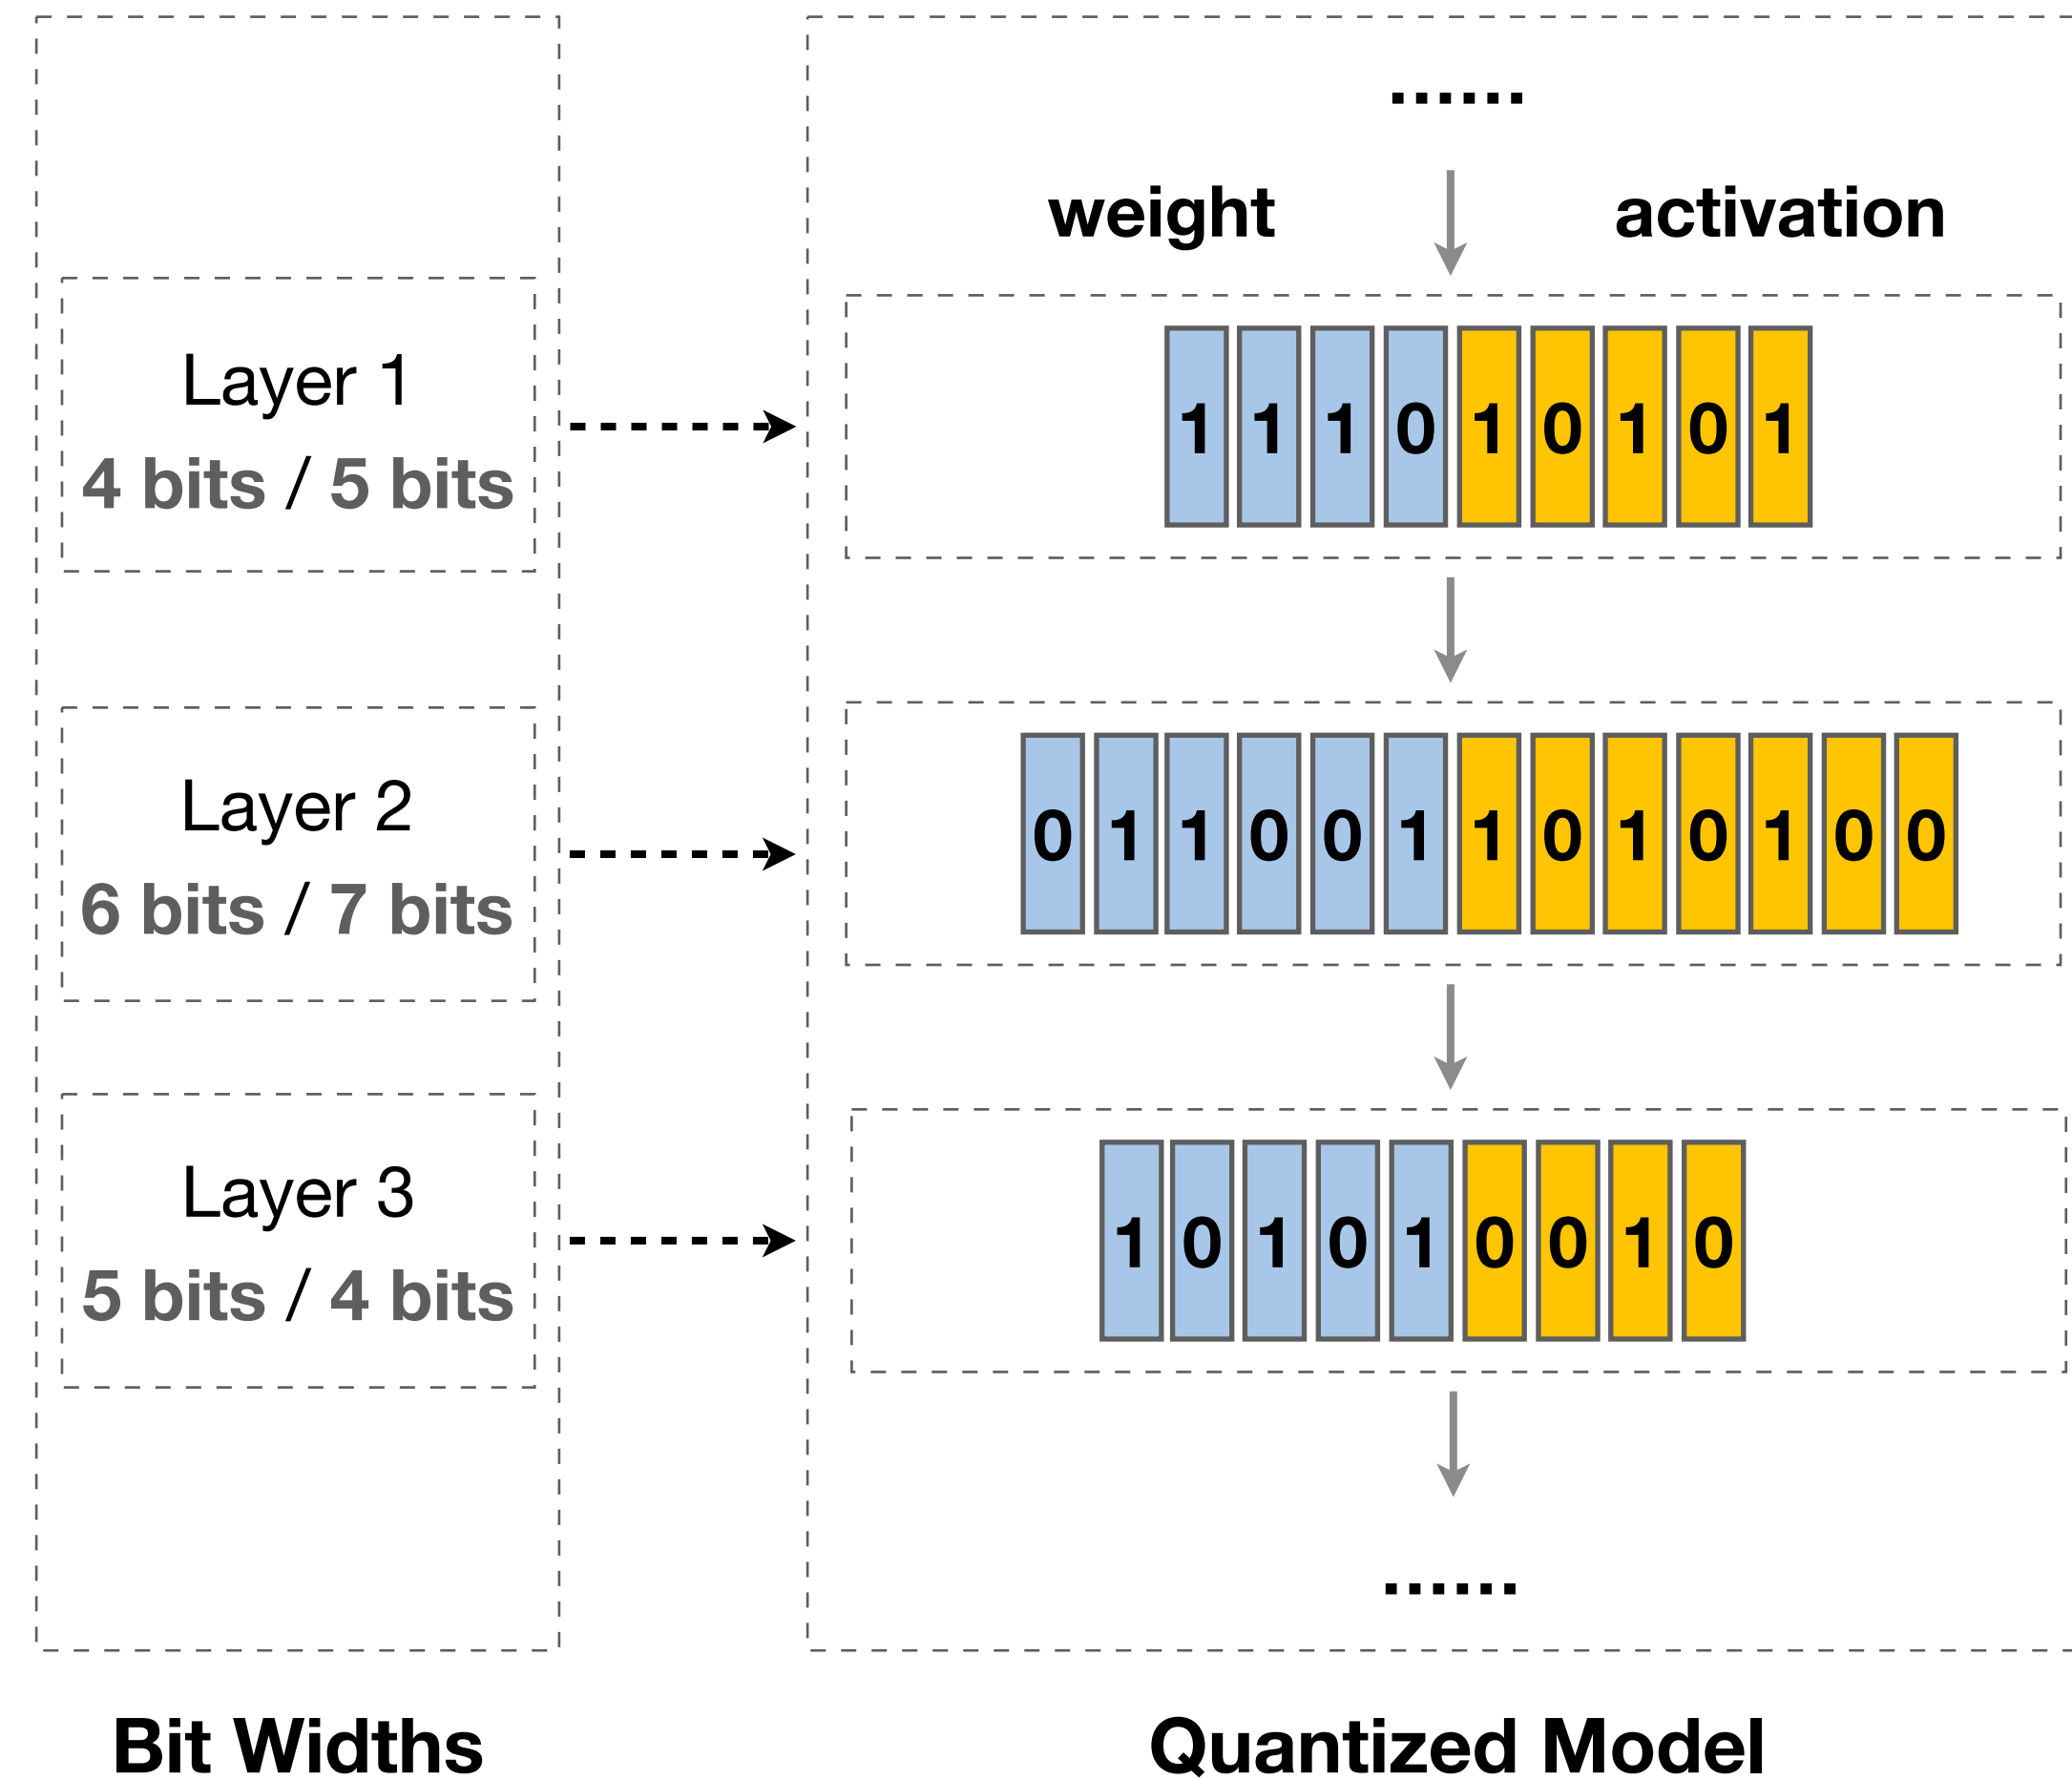 ......
weight activation
Layer 1
4 bits / 5 bits
1 1 1 0 1 0 1 0 1
Layer 2
6 bits / 7 bits
0 1 1 0 0 1 1 0 1 0 1 0 0
Layer 3
5 bits / 4 bits
1 0 1 0 1 0 0 1 0
......
Bit Widths
Quantized Model